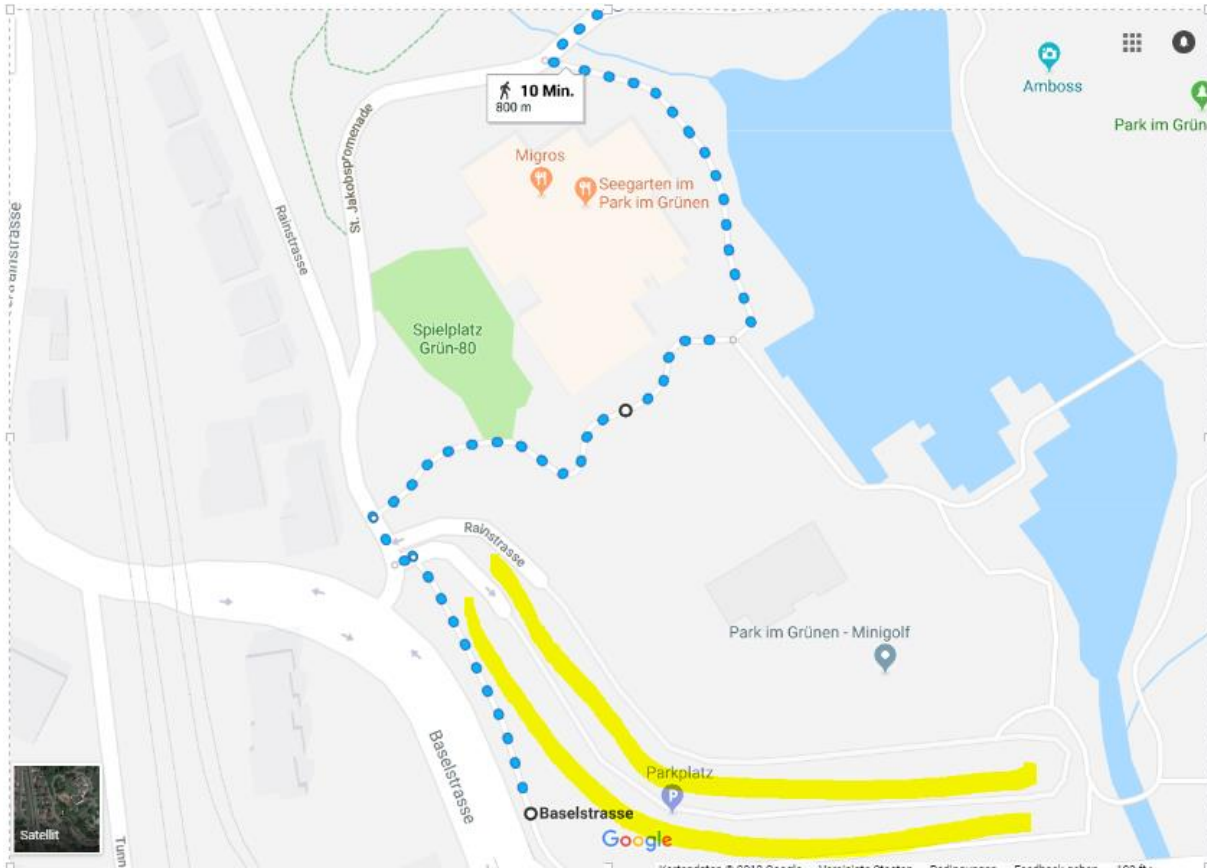 10 Min.
800 m
Amboss
Park im Grün
Migros
Seegarten im
Park im Grünen
St. Jakobspromenade
Rainstrasse
Spielplatz
Grün-80
Rainstrasse
Park im Grünen - Minigolf
Baselstrasse
Parkplatz
P
Baselstrasse
Google
Satellit
Tunn